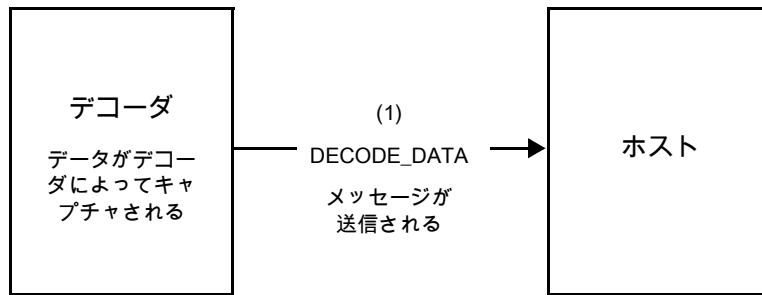 デコーダ
データがデコー
ダによってキャ
プチャされる
(1)
DECODE_DATA
メッセージが
送信される
ホスト